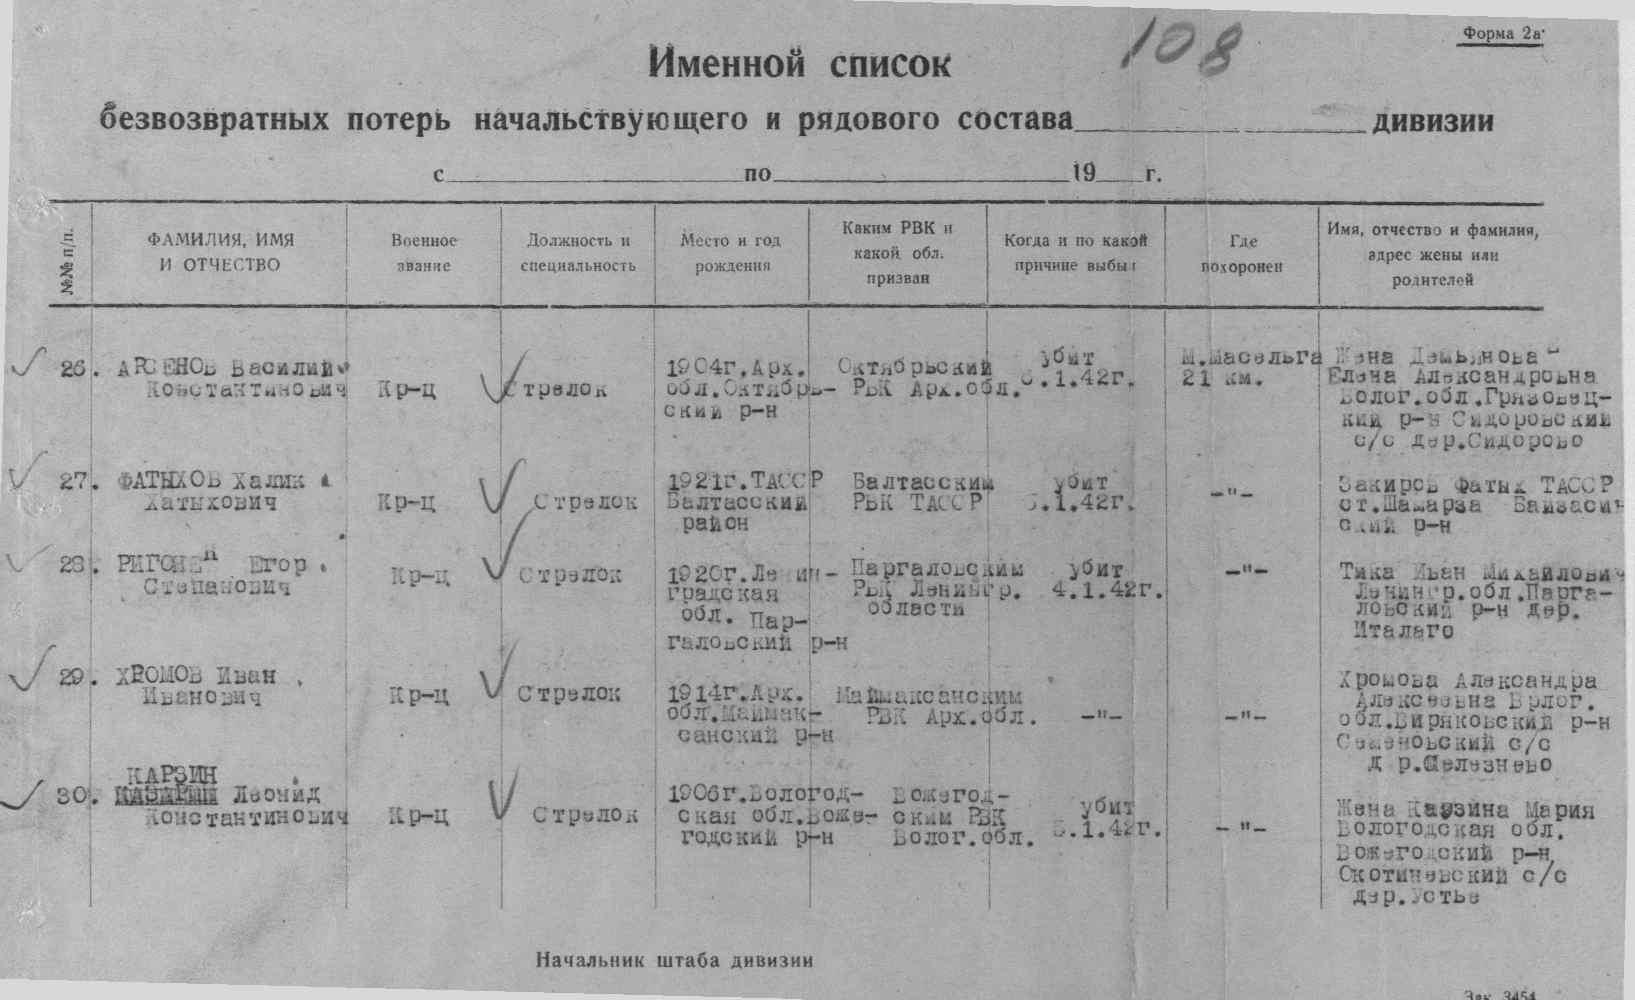 108
Форма 2а
Именной список
безвозвратных потерь начальствующего и рядового состава дивизии
с по 19 г.
№№ п/п.
ФАМИЛИЯ, ИМЯ
И ОТЧЕСТВО
Военное
звание
Должность и
специальность
Место и год
рождения
Каким РВК и
какой обл.
призван
Когда и по какой
причине выбыл
Где
похоронен
Имя, отчество и фамилия,
адрес жены или
родителей
26. АРСЕНОВ Василий
Константинович
Кр-ц
Стрелок
1904г.Арх.
обл.Октябрь-
ский р-н
Октябрьский
РВК Арх.обл.
убит
.1.42г.
М.Масельга
21 км.
Жена Демьянова
Елена Александровна
Волог.обл.Грязовец-
кий р-н Сидоровский
с/с дер.Сидорово
27. ФАТЫХОВ Халик
Хатыхович
Кр-ц
Стрелок
1921г.ТАССР
Балтасский
район
Балтасским
РВК ТАССР
убит
.1.42г.
-"-
Закиров Фатых ТАССР
ст.Шамарза
ский р-н
28. РИГОНЕН Егор
Степанович
Кр-ц
Стрелок
1920г.Ленин-
градская
обл. Пар-
галовский р-н
Паргаловским
РВК Ленингр.
области
убит
4.1.42г.
-"-
Тика Иван Михайлович
Ленингр.обл.Парга-
ловский р-н дер.
Италаго
29. ХРОМОВ Иван
Иванович
Кр-ц
Стрелок
1914г.Арх.
обл.Маймак-
санский р-н
Маймаксанским
РВК Арх.обл.
-"-
-"-
Хромова Александра
Алексеевна Врлог.
обл.Биряковский р-н
Семеновский с/с
д р.Селезнево
КАРЗИН
30. Леонид
Константинович
Кр-ц
Стрелок
1906г.Вологод-
ская обл.Воже-
годский р-н
Вожегод-
ским РВК
Волог.обл.
убит
.1.42г.
-"-
Жена Карзина Мария
Вологодская обл.
Вожегодский р-н
Скотиневский с/с
дер.Устье
Начальник штаба дивизии
Зак. 3454